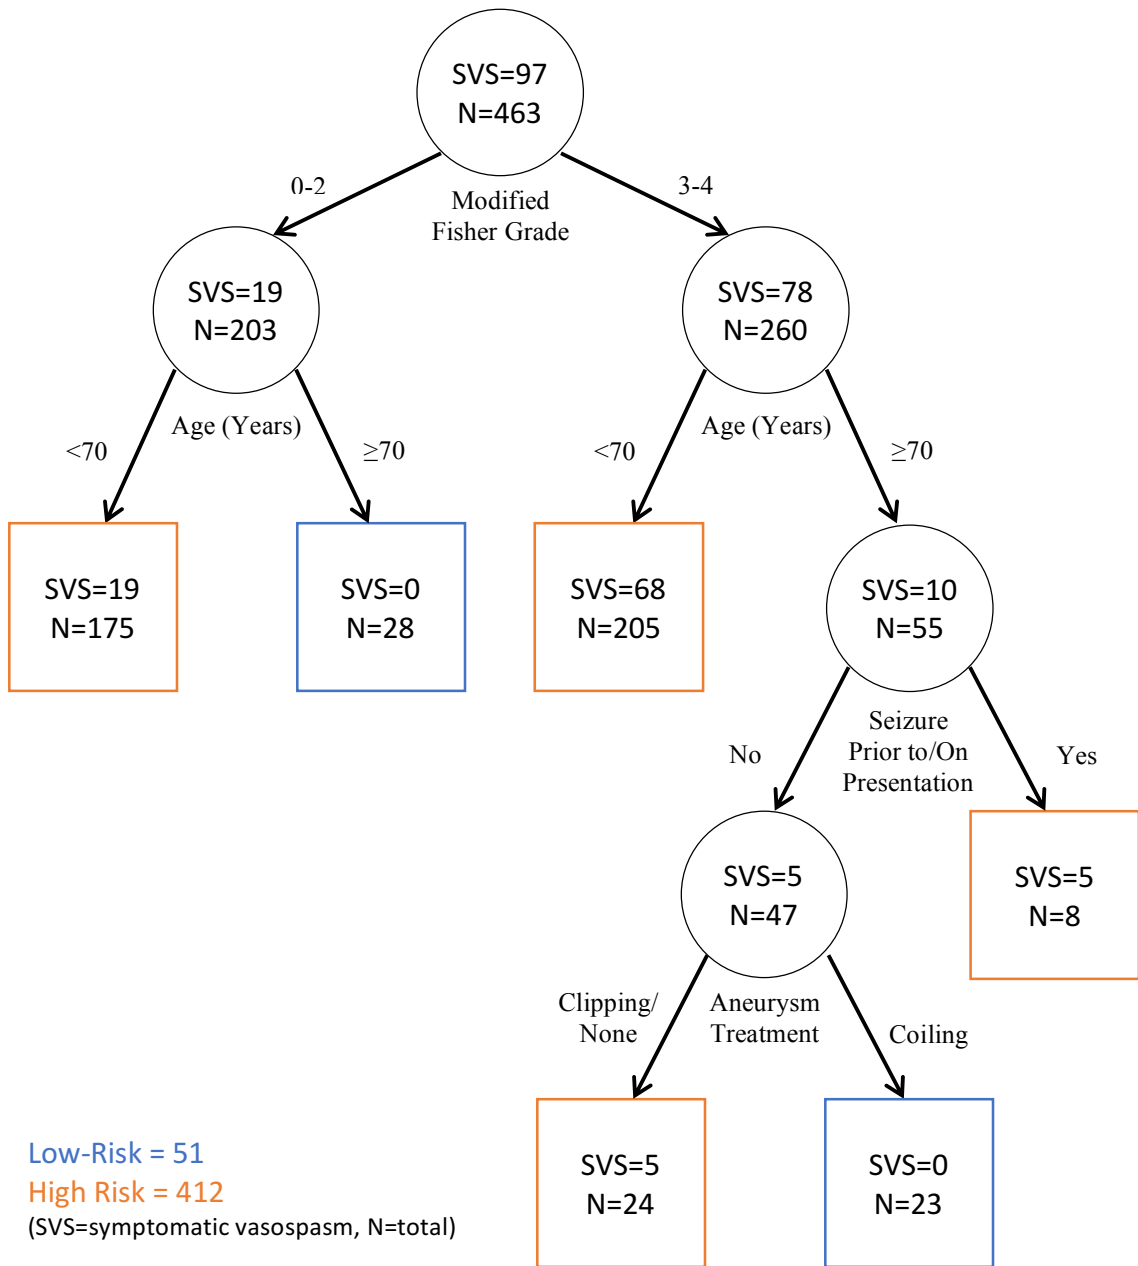 SVS=97
N=463
0-2
Modified
Fisher Grade
3-4
SVS=19
N=203
SVS=78
N=260
<70
Age (Years)
≥70
<70
Age (Years)
≥70
SVS=19
N=175
SVS=0
N=28
SVS=68
N=205
SVS=10
N=55
No
Seizure
Prior to/On
Presentation
Yes
SVS=5
N=47
SVS=5
N=8
Clipping/
None
Aneurysm
Treatment
Coiling
SVS=5
N=24
SVS=0
N=23
Low-Risk = 51
High Risk = 412
(SVS=symptomatic vasospasm, N=total)